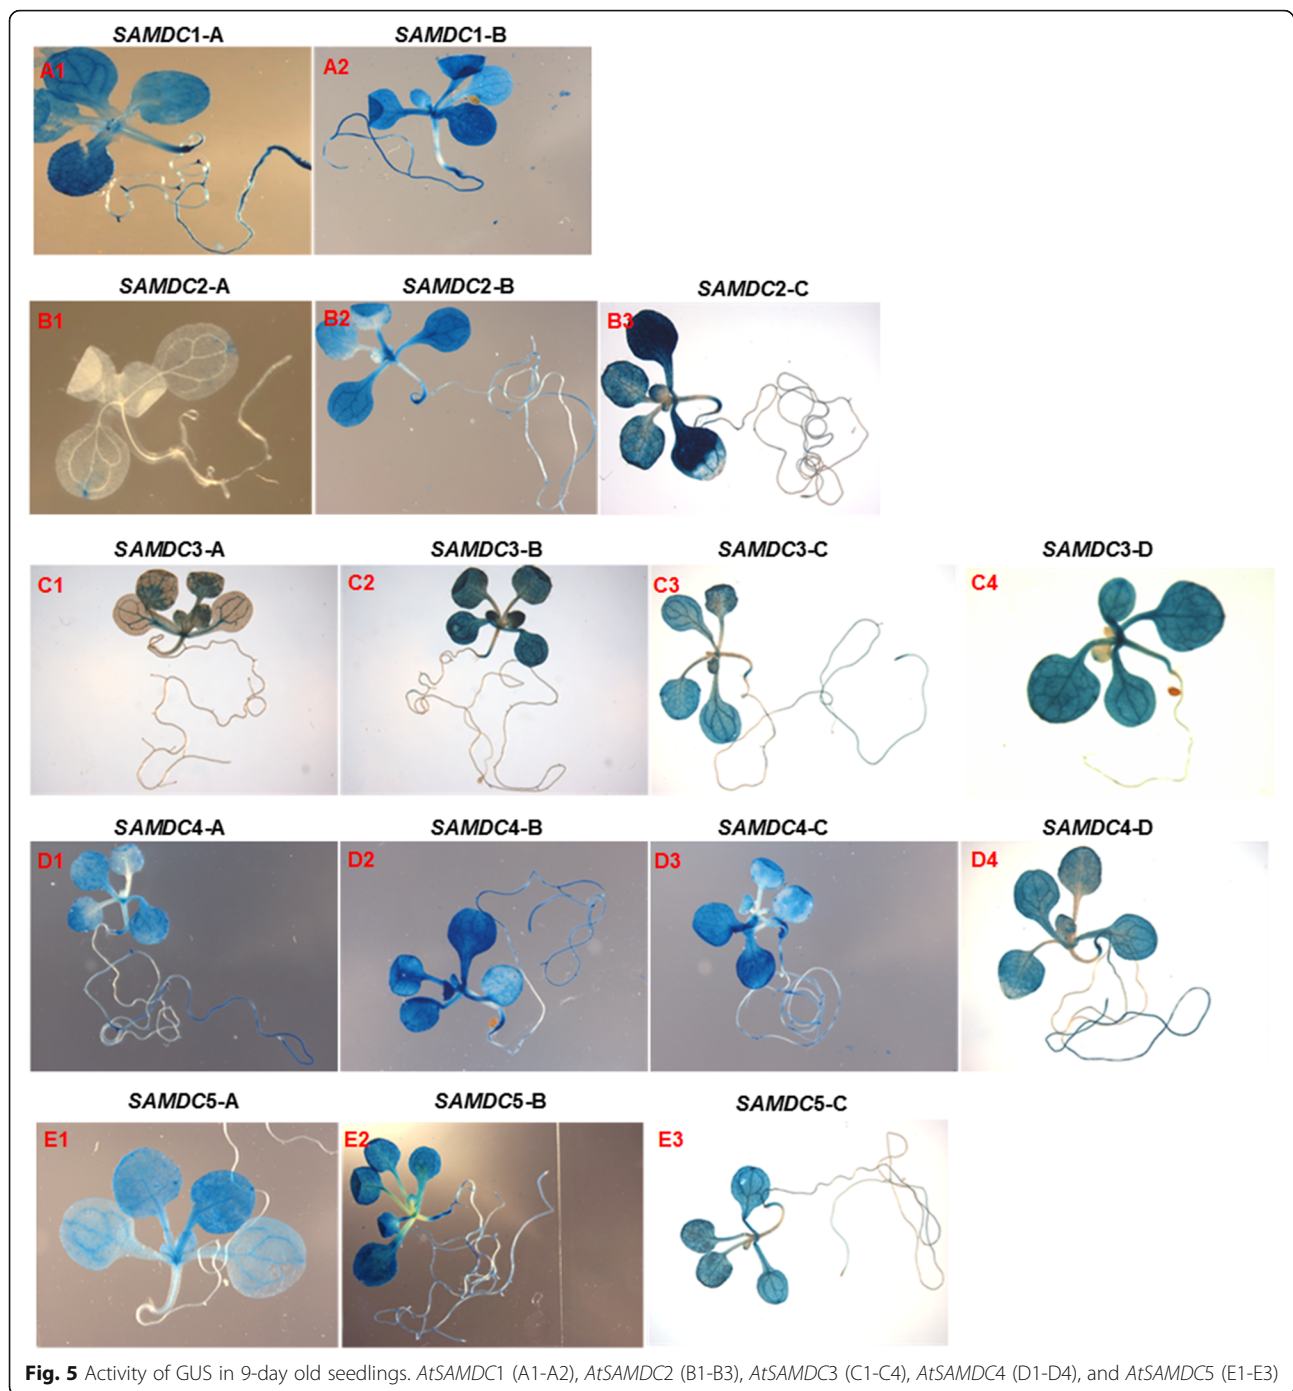 SAMDC1-A SAMDC1-B
A1 A2
SAMDC2-A SAMDC2-B SAMDC2-C
B1 B2 B3
SAMDC3-A SAMDC3-B SAMDC3-C SAMDC3-D
C1 C2 C3 C4
SAMDC4-A SAMDC4-B SAMDC4-C SAMDC4-D
D1 D2 D3 D4
SAMDC5-A SAMDC5-B SAMDC5-C
E1 E2 E3
Fig. 5 Activity of GUS in 9-day old seedlings. AtSAMDC1 (A1-A2), AtSAMDC2 (B1-B3), AtSAMDC3 (C1-C4), AtSAMDC4 (D1-D4), and AtSAMDC5 (E1-E3)